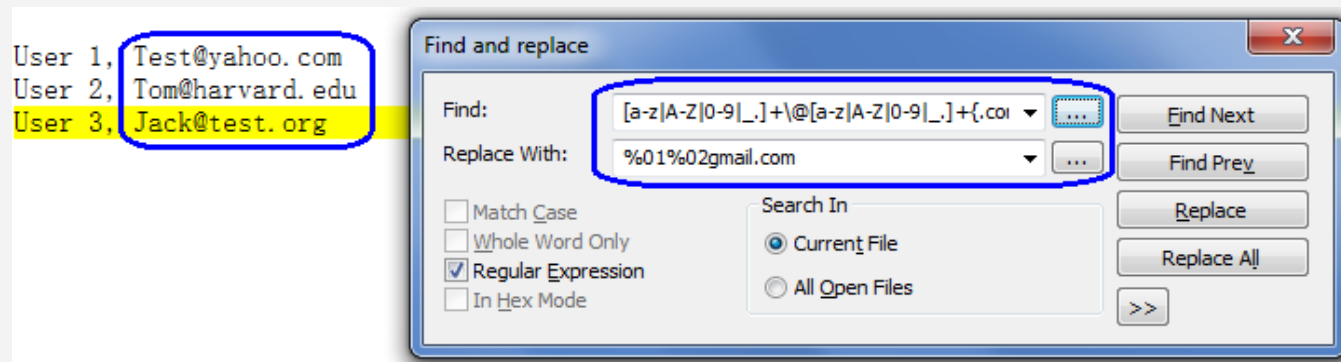 User 1, Test@yahoo.com
User 2, Tom@harvard.edu
User 3, Jack@test.org
Find and replace
X
Find:
[a-z|A-Z|0-9|_.]+\@[a-z|A-Z|0-9|_.]+{.co
...
Find Next
Replace With:
%01%02gmail.com
...
Find Prev
Match Case
Whole Word Only
Regular Expression
In Hex Mode
Search In
Current File
All Open Files
Replace
Replace All
>>